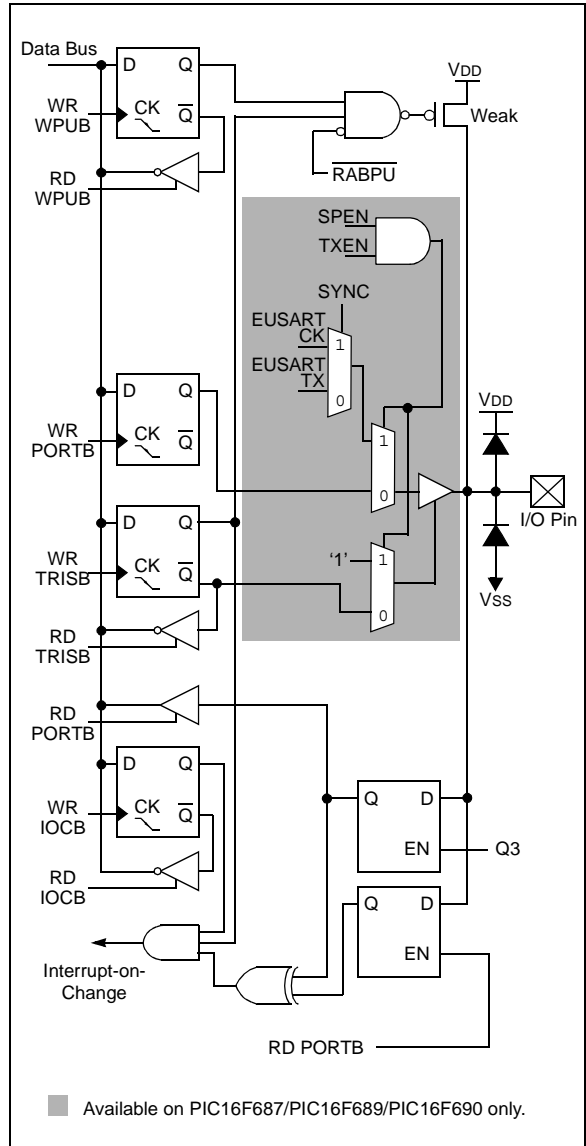 Data Bus
D Q
VDD
WR
WPUB
CK Q
Weak
RD
WPUB
RABPU
SPEN
TXEN
SYNC
EUSART
CK
1
EUSART
TX
0
D Q
VDD
WR
PORTB
CK Q
1
0
I/O Pin
D Q
WR
TRISB
CK Q
'1'
1
0
VSS
RD
TRISB
RD
PORTB
D Q
Q D
WR
IOCB
CK Q
EN
Q3
RD
IOCB
Q D
EN
Interrupt-on-
Change
RD PORTB
Available on PIC16F687/PIC16F689/PIC16F690 only.